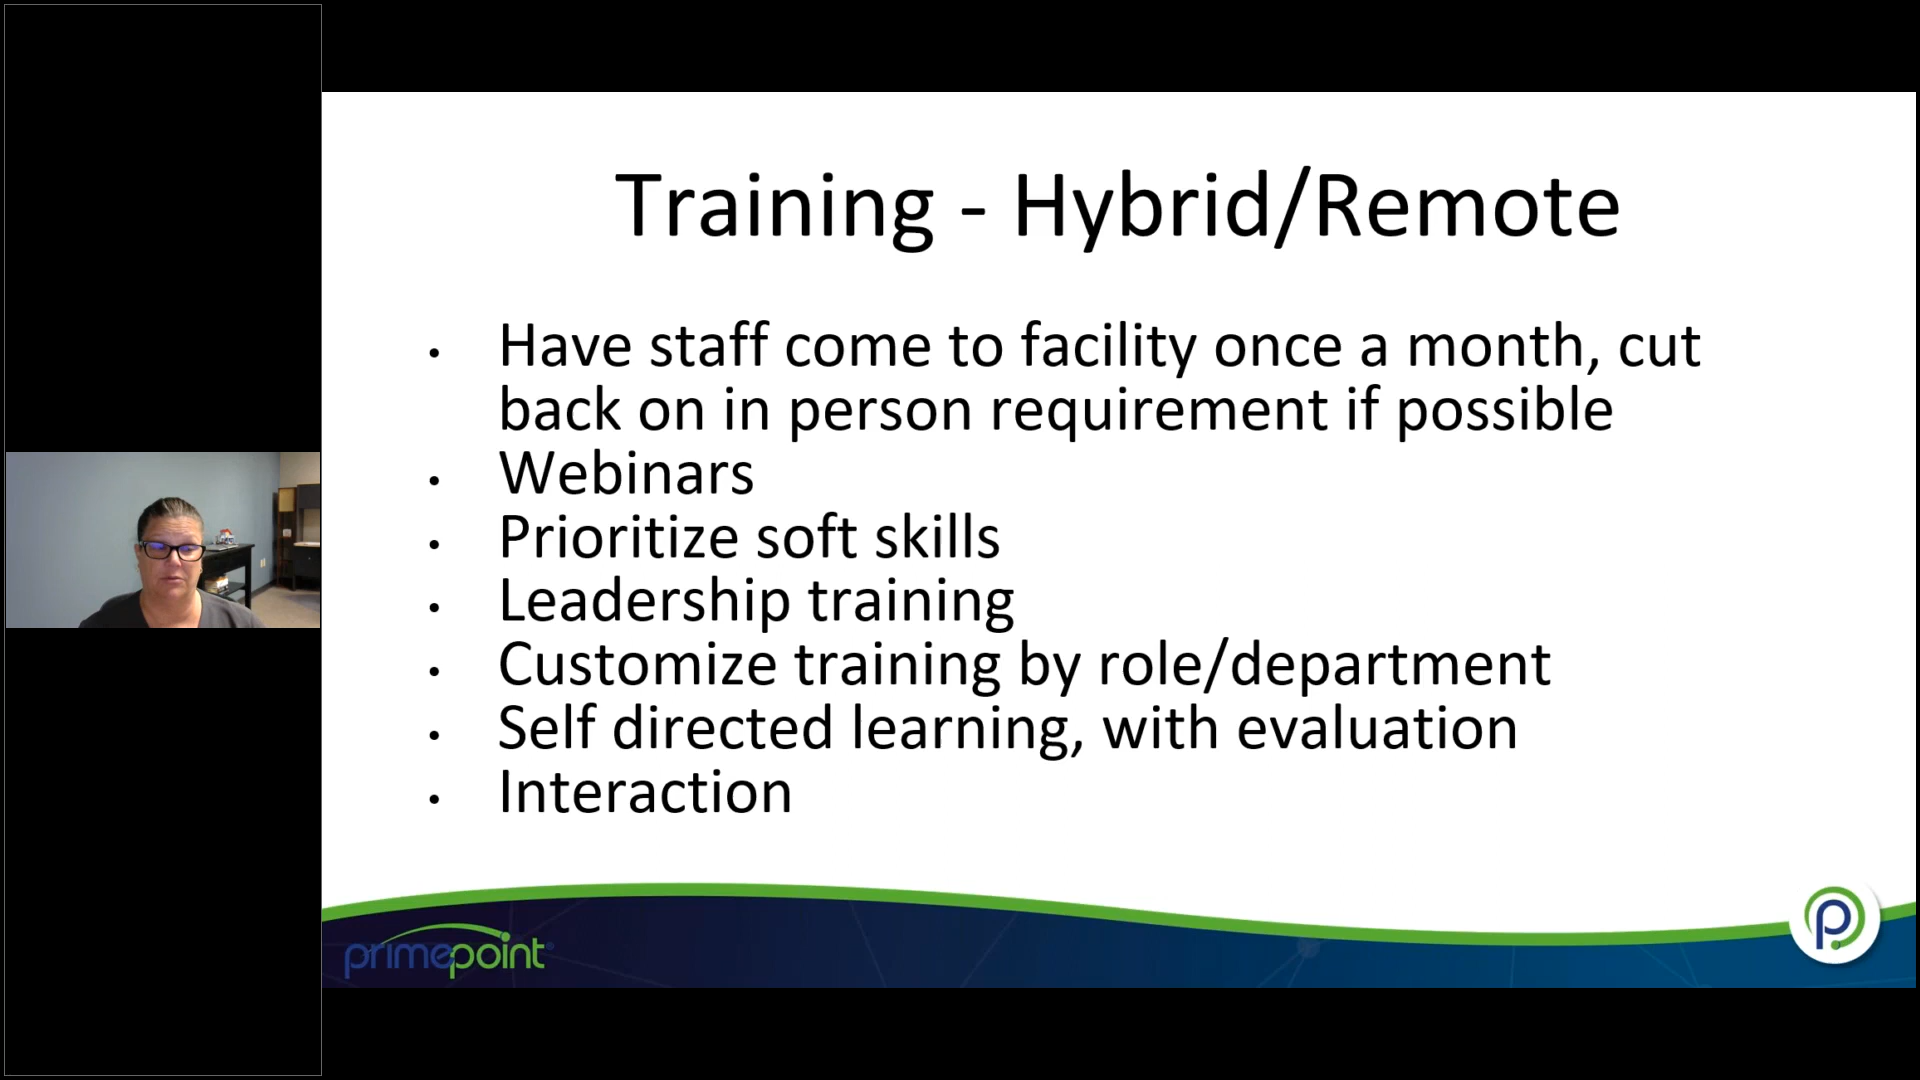 Training - Hybrid/Remote
• Have staff come to facility once a month, cut
back on in person requirement if possible
• Webinars
• Prioritize soft skills
• Leadership training
• Customize training by role/department
• Self directed learning, with evaluation
• Interaction
primepoint®
p